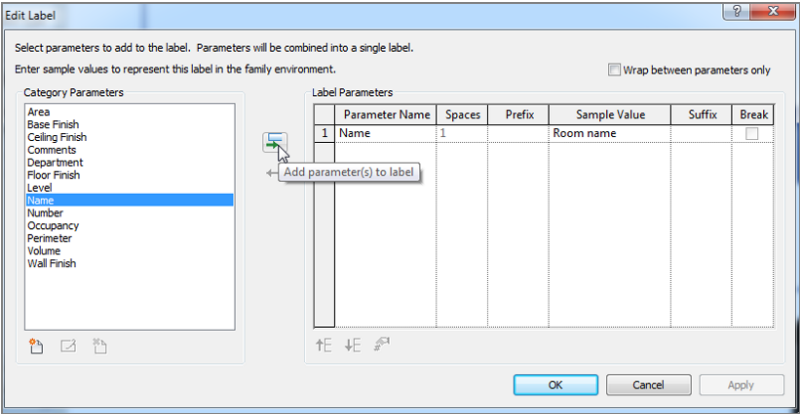 Edit Label
?
Select parameters to add to the label. Parameters will be combined into a single label.
Enter sample values to represent this label in the family environment.
Wrap between parameters only
Category Parameters
Area
Base Finish
Ceiling Finish
Comments
Department
Floor Finish
Level
Name
Number
Occupancy
Perimeter
Volume
Wall Finish
Add parameter(s) to label
Label Parameters
Parameter Name Spaces Prefix Sample Value Suffix Break
1 Name 1 Room name
OK Cancel Apply